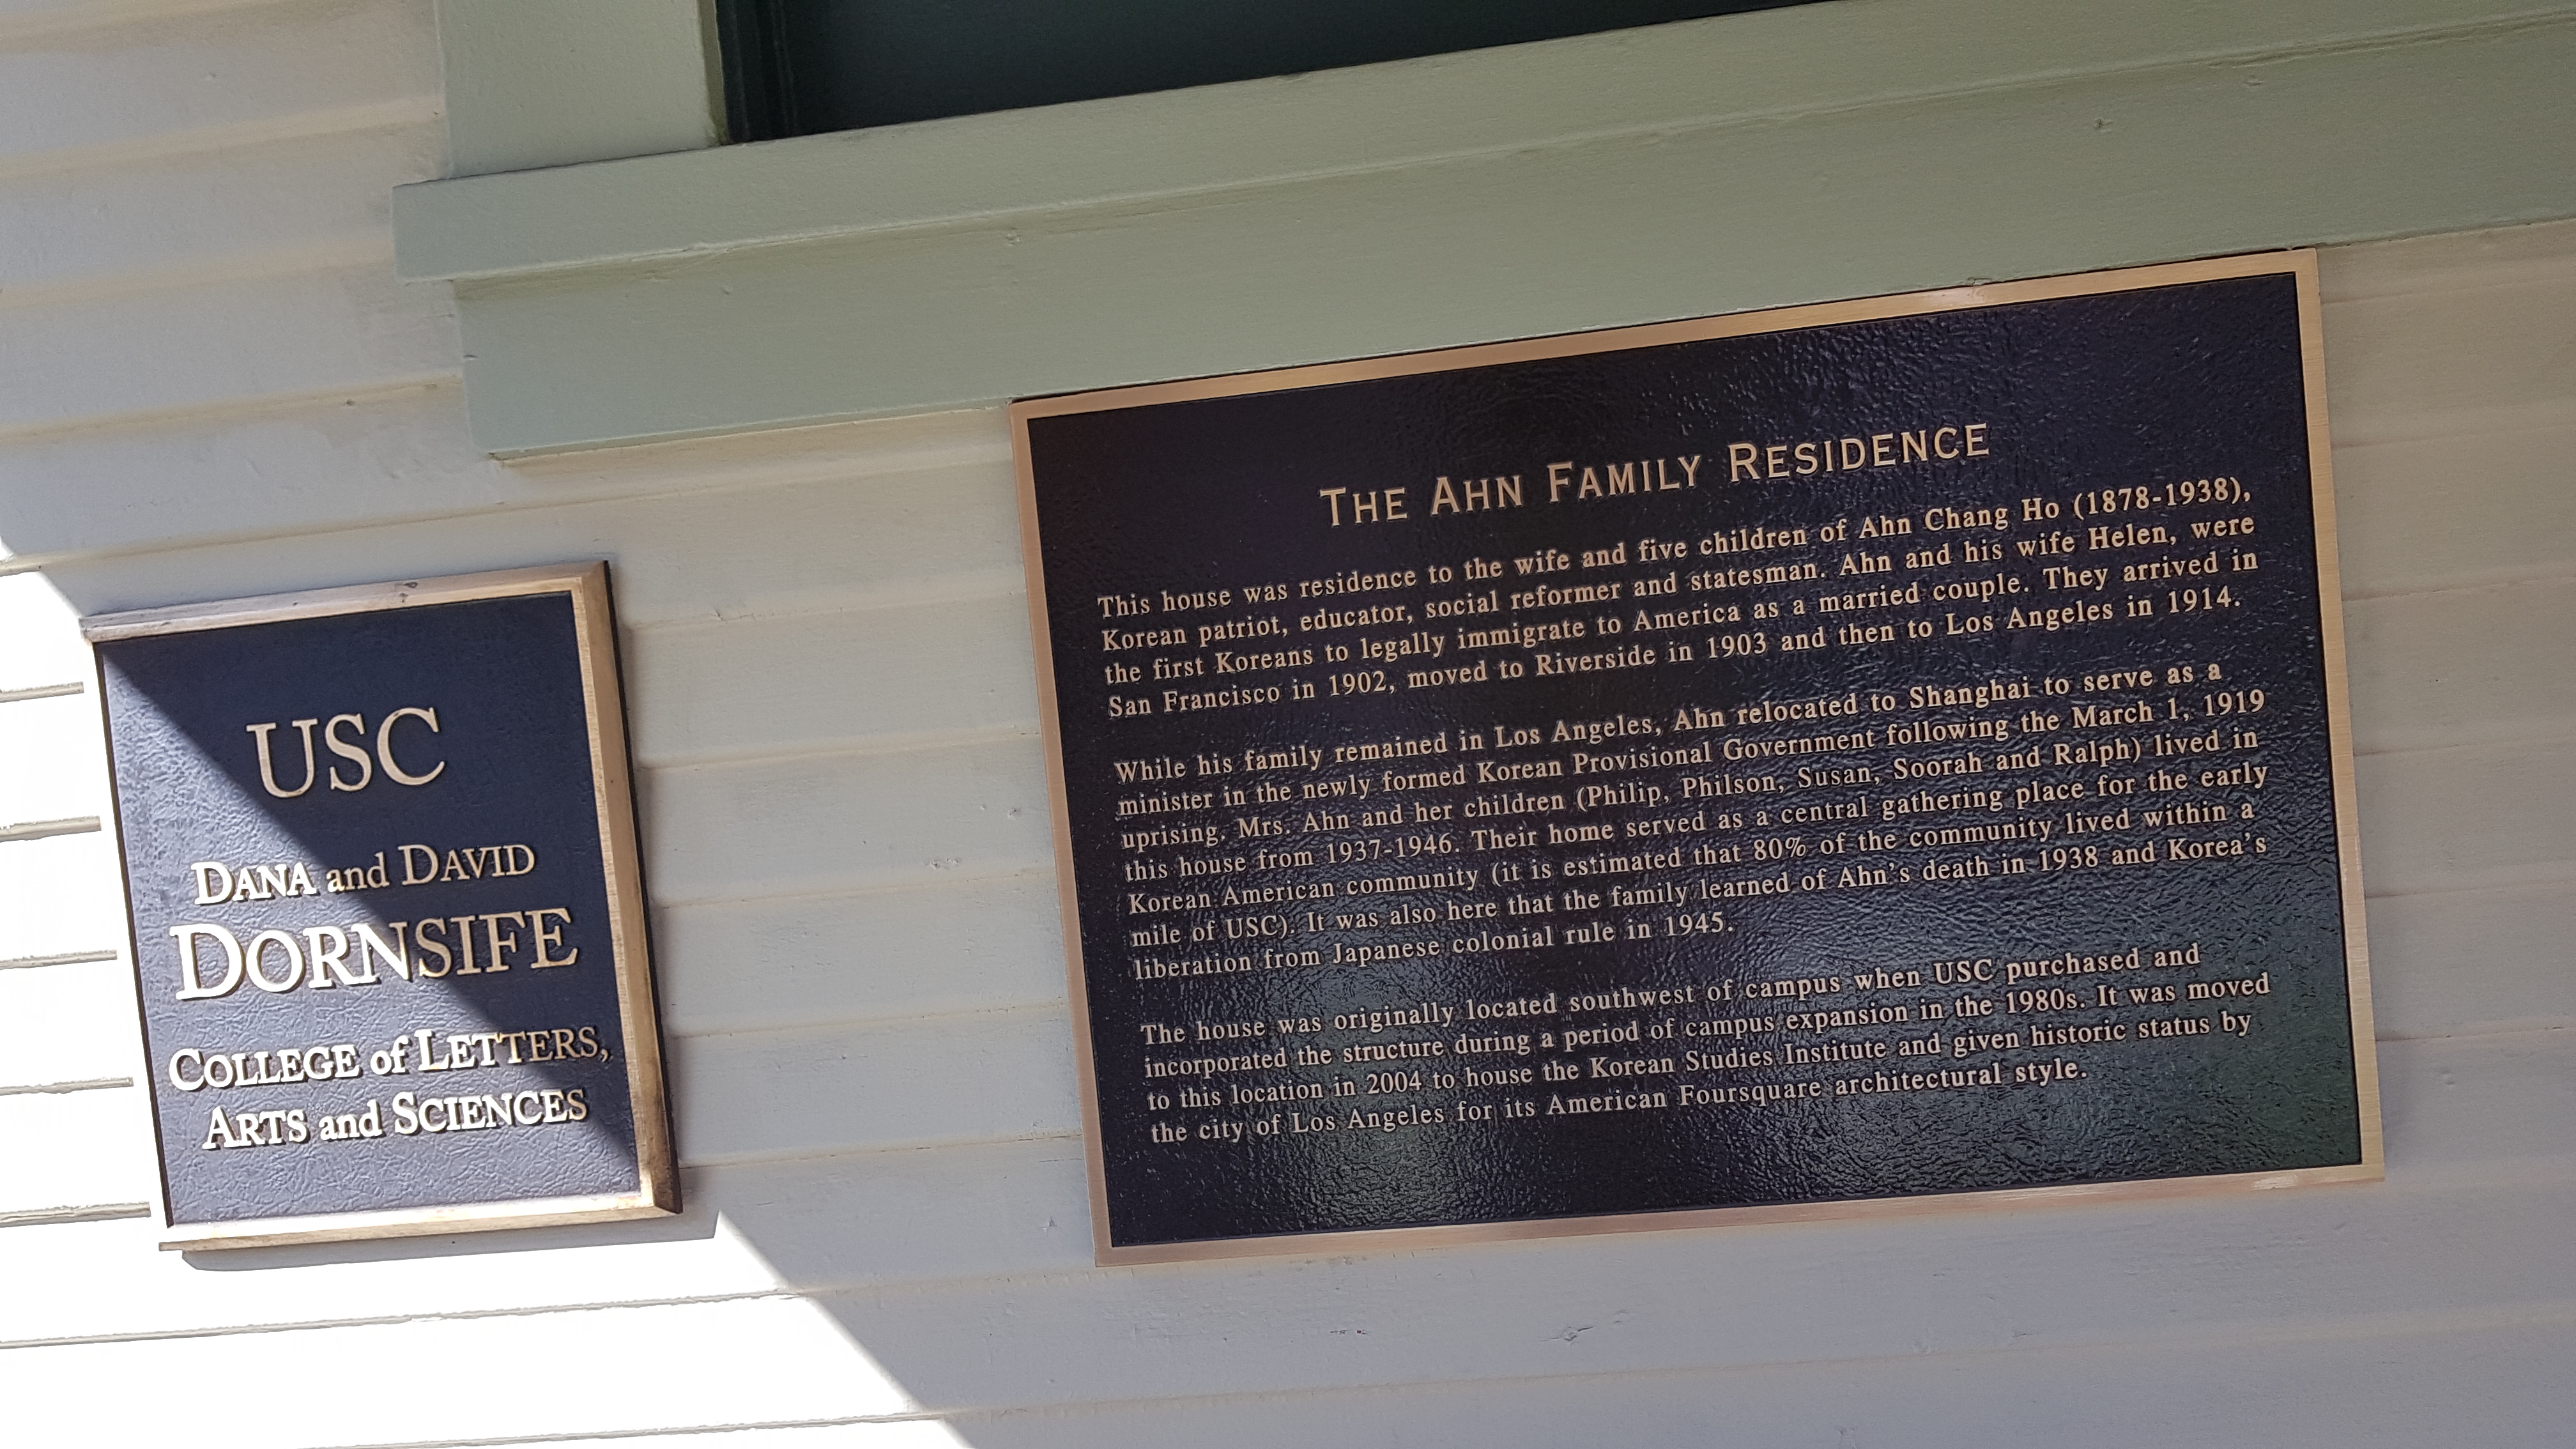 USC
DANA and DAVID
DORNSIFE
COLLEGE of LETTERS,
ARTS and SCIENCES
THE AHN FAMILY RESIDENCE
This house was residence to the wife and five children of Ahn Chang Ho (1878-1938),
Korean patriot, educator, social reformer and statesman. Ahn and his wife Helen, were
the first Koreans to legally immigrate to America as a married couple. They arrived in
San Francisco in 1902, moved to Riverside in 1903 and then to Los Angeles in 1914.
While his family remained in Los Angeles, Ahn relocated to Shanghai to serve as a
minister in the newly formed Korean Provisional Government following the March 1, 1919
uprising. Mrs. Ahn and her children (Philip, Philson, Susan, Soorah and Ralph) lived in
this house from 1937-1946. Their home served as a central gathering place for the early
Korean American community (it is estimated that 80% of the community lived within a
mile of USC). It was also here that the family learned of Ahn's death in 1938 and Korea's
liberation from Japanese colonial rule in 1945.
The house was originally located southwest of campus when USC purchased and
incorporated the structure during a period of campus expansion in the 1980s. It was moved
to this location in 2004 to house the Korean Studies Institute and given historic status by
the city of Los Angeles for its American Foursquare architectural style.